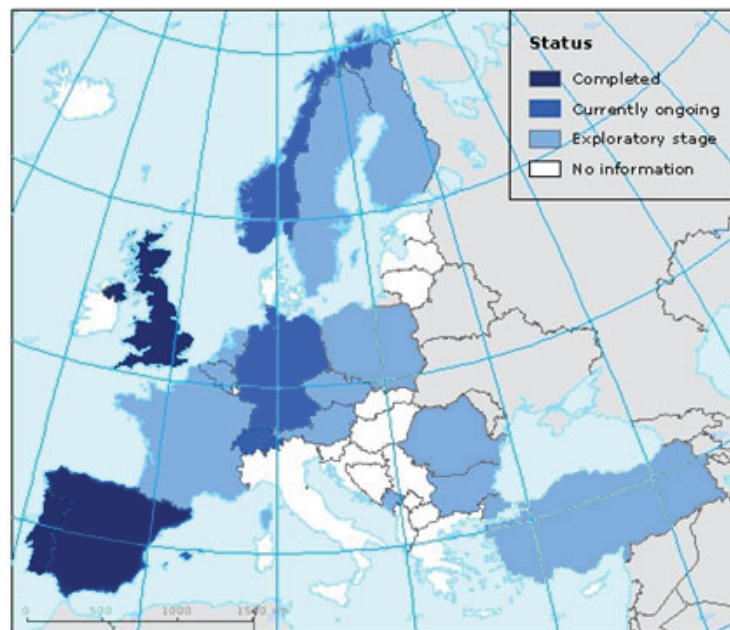 Status
Completed
Currently ongoing
Exploratory stage
No information
0 500 1000 1500 km